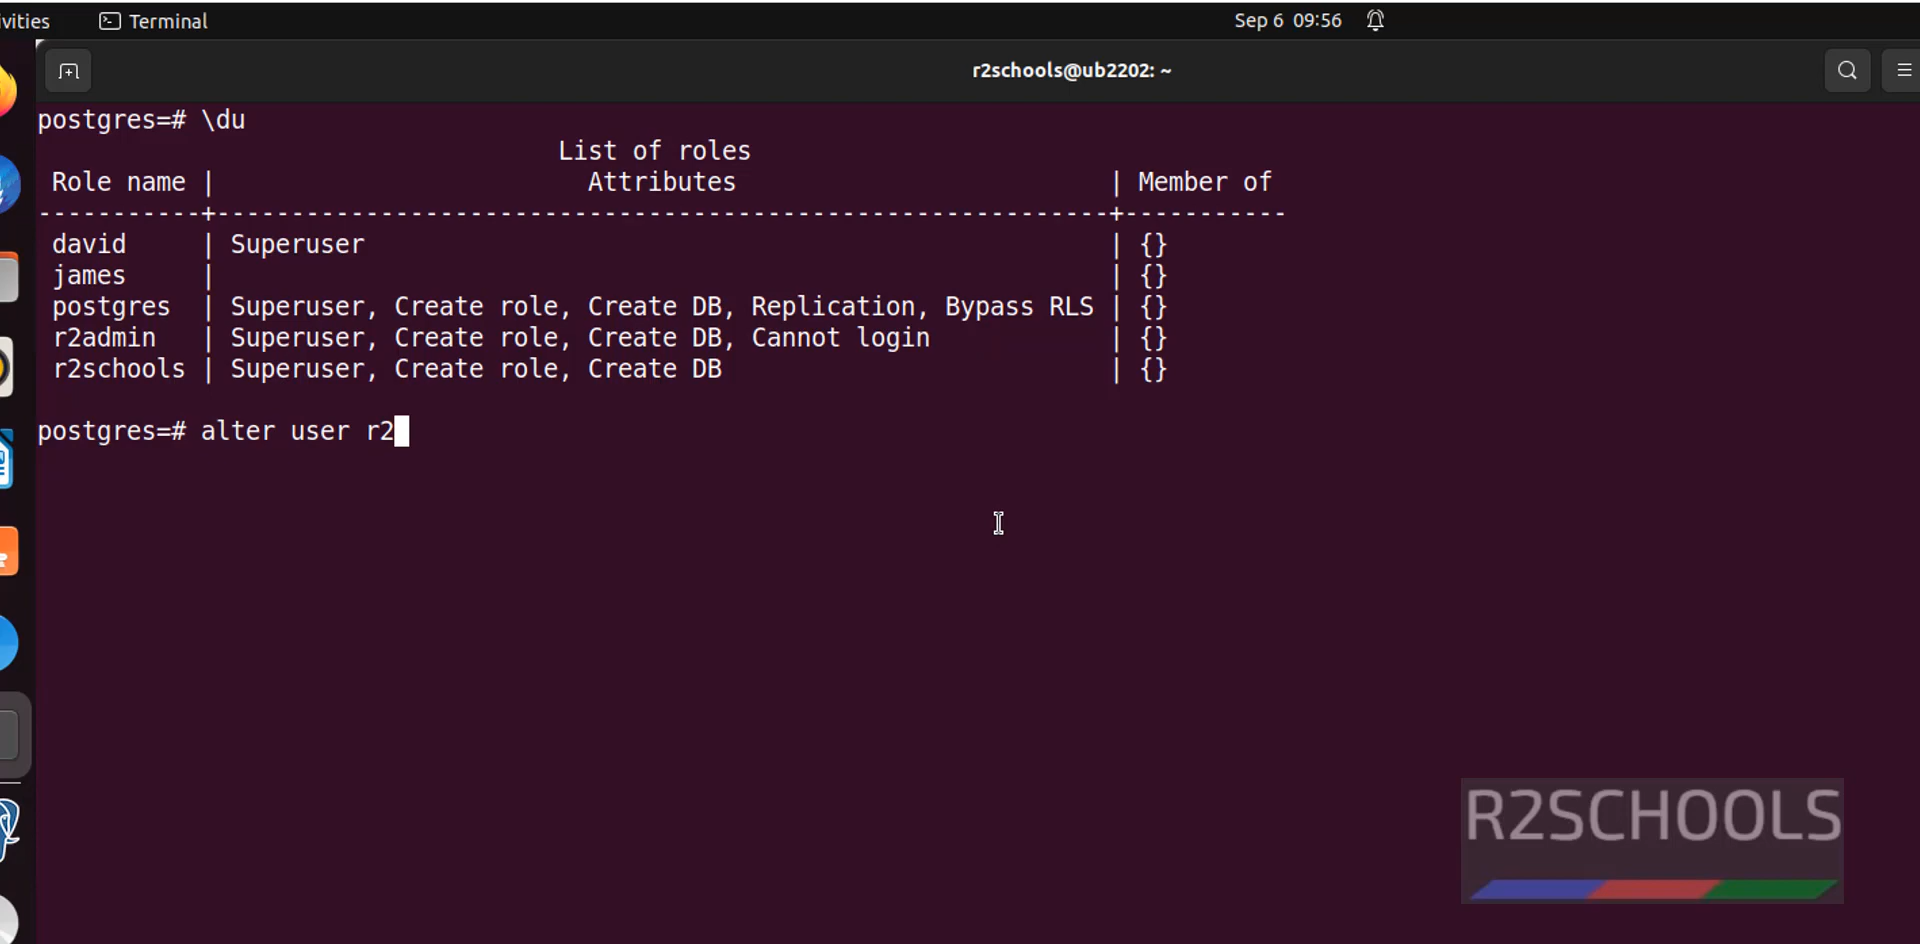 ivities Terminal Sep 6 09:56
r2schools@ub2202: ~
postgres=# \du
List of roles
Role name | Attributes | Member of
-----------+------------------------------------------------------------+-----------
david | Superuser | {}
james | | {}
postgres | Superuser, Create role, Create DB, Replication, Bypass RLS | {}
r2admin | Superuser, Create role, Create DB, Cannot login | {}
r2schools | Superuser, Create role, Create DB | {}
postgres=# alter user r2
R2SCHOOLS